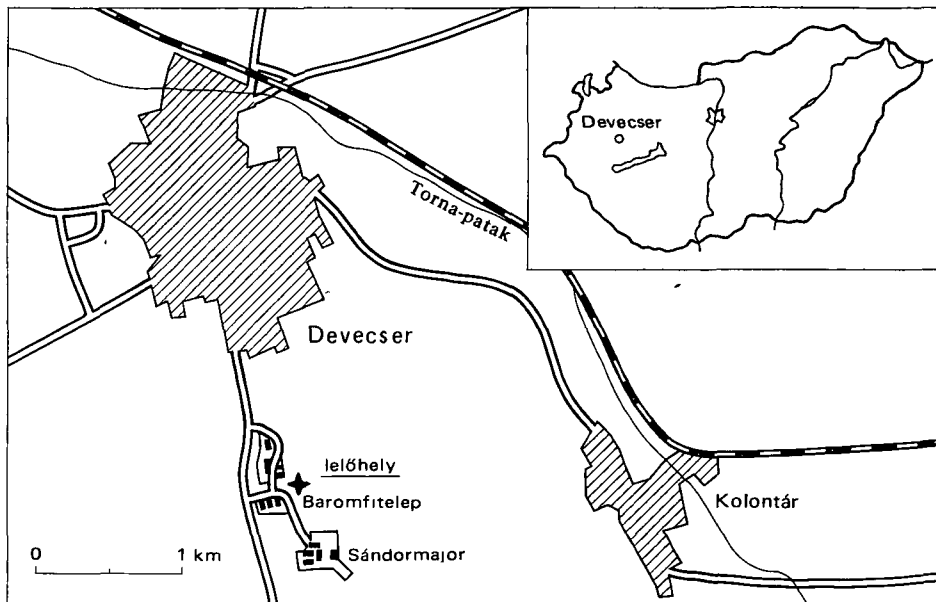 Devecser
Torna-patak
Devecser
lelőhely
Baromfitelep
Kolontár
Sándormajor
0
1 km